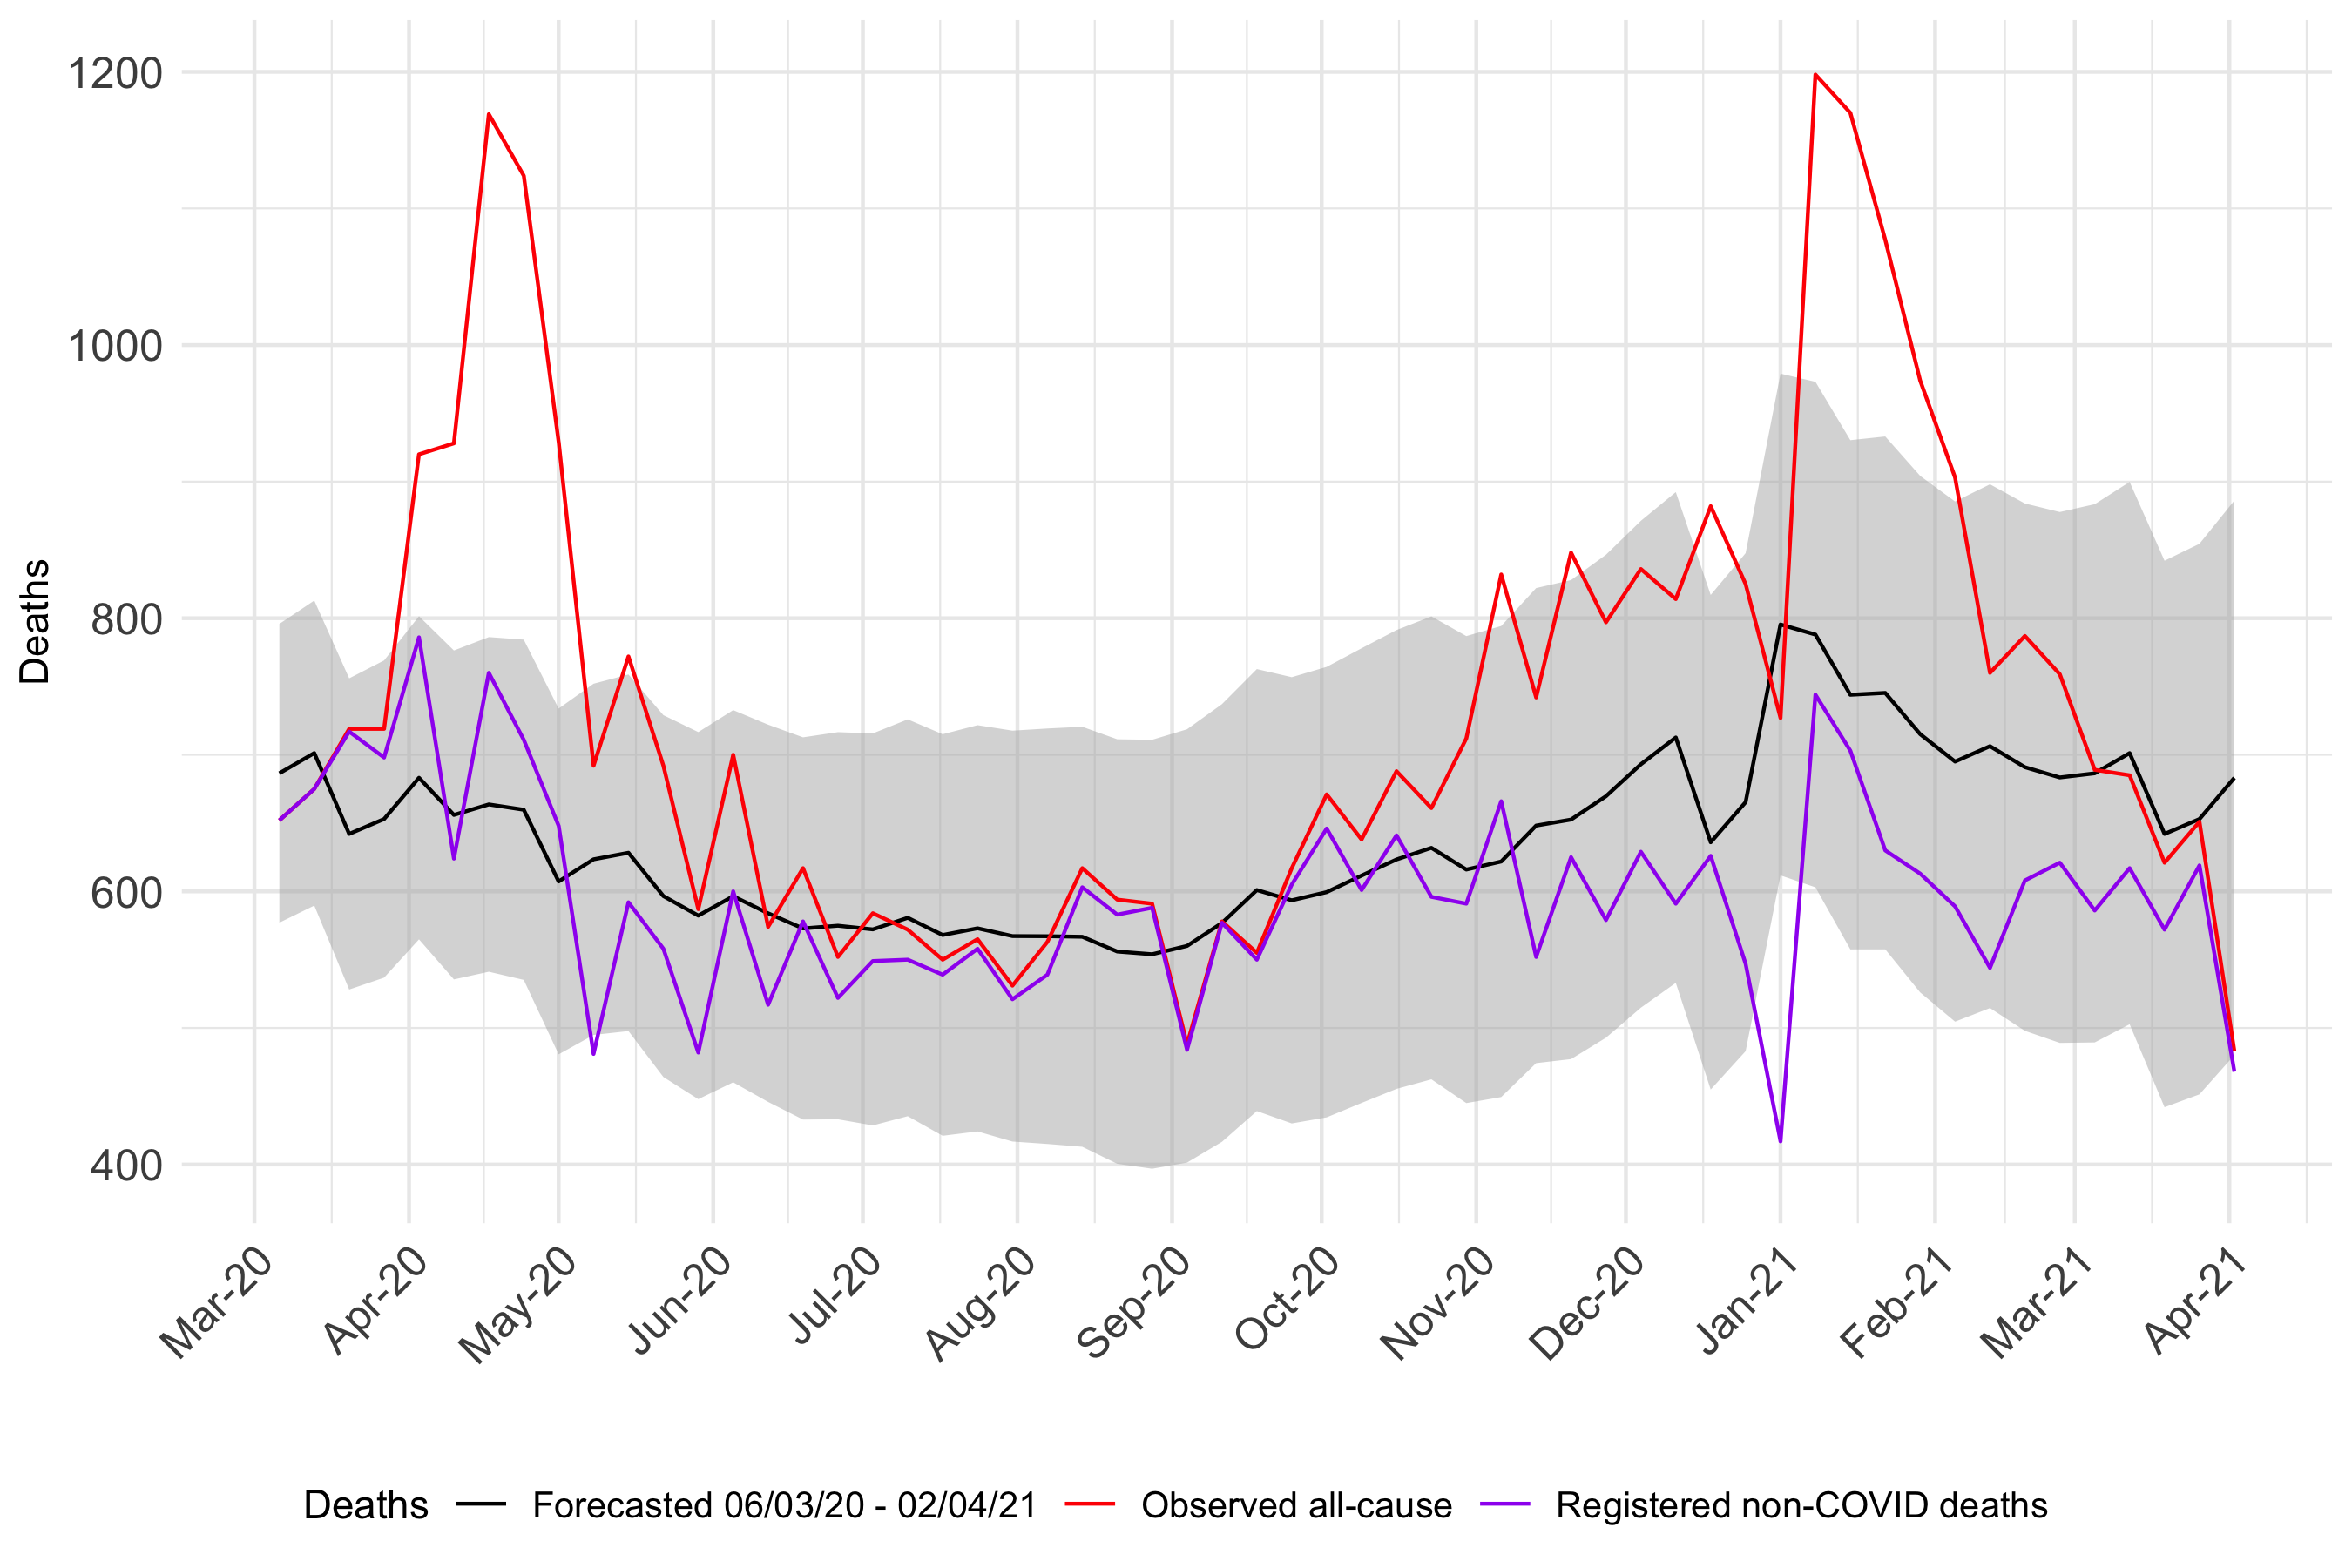 1200
1000
800
600
400
Deaths
Mar-20
Apr-20
May-20
Jun-20
Jul-20
Aug-20
Sep-20
Oct-20
Nov-20
Dec-20
Jan-21
Feb-21
Mar-21
Apr-21
Deaths Forecasted 06/03/20 - 02/04/21 Observed all-cause Registered non-COVID deaths